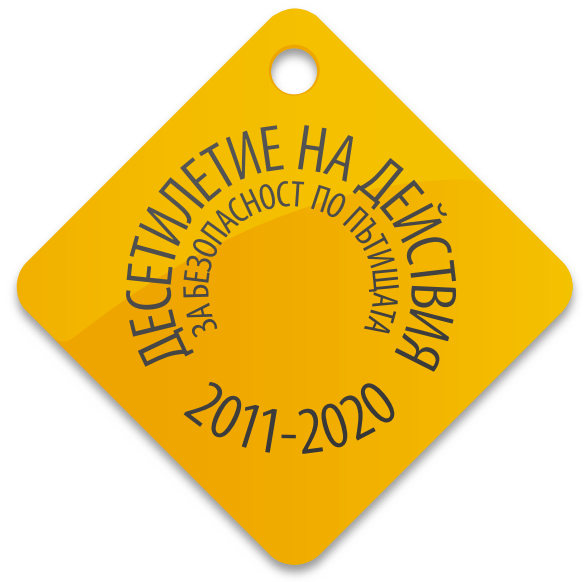 ДЕСЕТИЛЕТИЕ НА ДЕЙСТВИЯ
ЗА БЕЗОПАСНОСТ ПО ПЪТИЩАТА
2011-2020